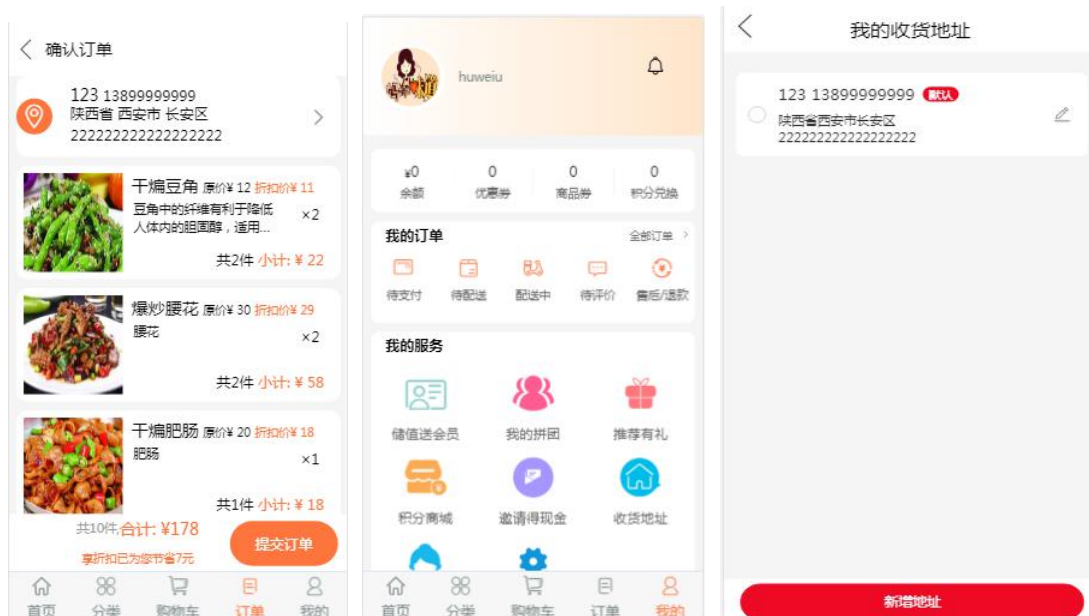 确认订单
123 13899999999
陕西省 西安市 长安区
222222222222222222
干煸豆角 原价¥ 12 折扣价¥ 11
豆角中的纤维有利于降低
人体内的胆固醇，适用...
×2
共2件 小计: ¥ 22
爆炒腰花 原价¥ 30 折扣价¥ 29
腰花
×2
共2件 小计: ¥ 58
干煸肥肠 原价¥ 20 折扣价¥ 18
肥肠
×1
共1件 小计: ¥ 18
共10件,合计: ¥178
享折扣已为您节省7元
提交订单
首页 分类 购物车 订单 我的
huweiu
¥0 0 0 0
余额 优惠券 商品券 积分兑换
我的订单 全部订单
待支付 待配送 配送中 待评价 售后/退款
我的服务
储值送会员 我的拼团 推荐有礼
积分商城 邀请得现金 收货地址
首页 分类 购物车 订单 我的
我的收货地址
123 13899999999 默认
陕西省西安市长安区
222222222222222222
新增地址